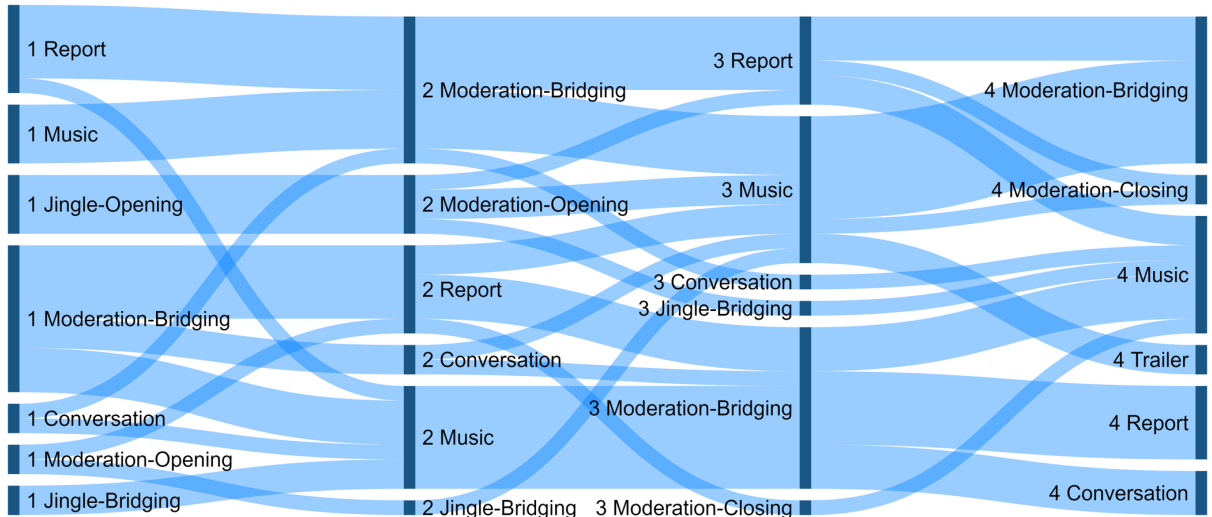 1 Report
1 Music
1 Jingle-Opening
1 Moderation-Bridging
1 Conversation
1 Moderation-Opening
1 Jingle-Bridging
2 Moderation-Bridging
2 Moderation-Opening
2 Report
2 Conversation
2 Music
2 Jingle-Bridging
3 Report
3 Music
3 Conversation
3 Jingle-Bridging
3 Moderation-Bridging
3 Moderation-Closing
4 Moderation-Bridging
4 Moderation-Closing
4 Music
4 Trailer
4 Report
4 Conversation